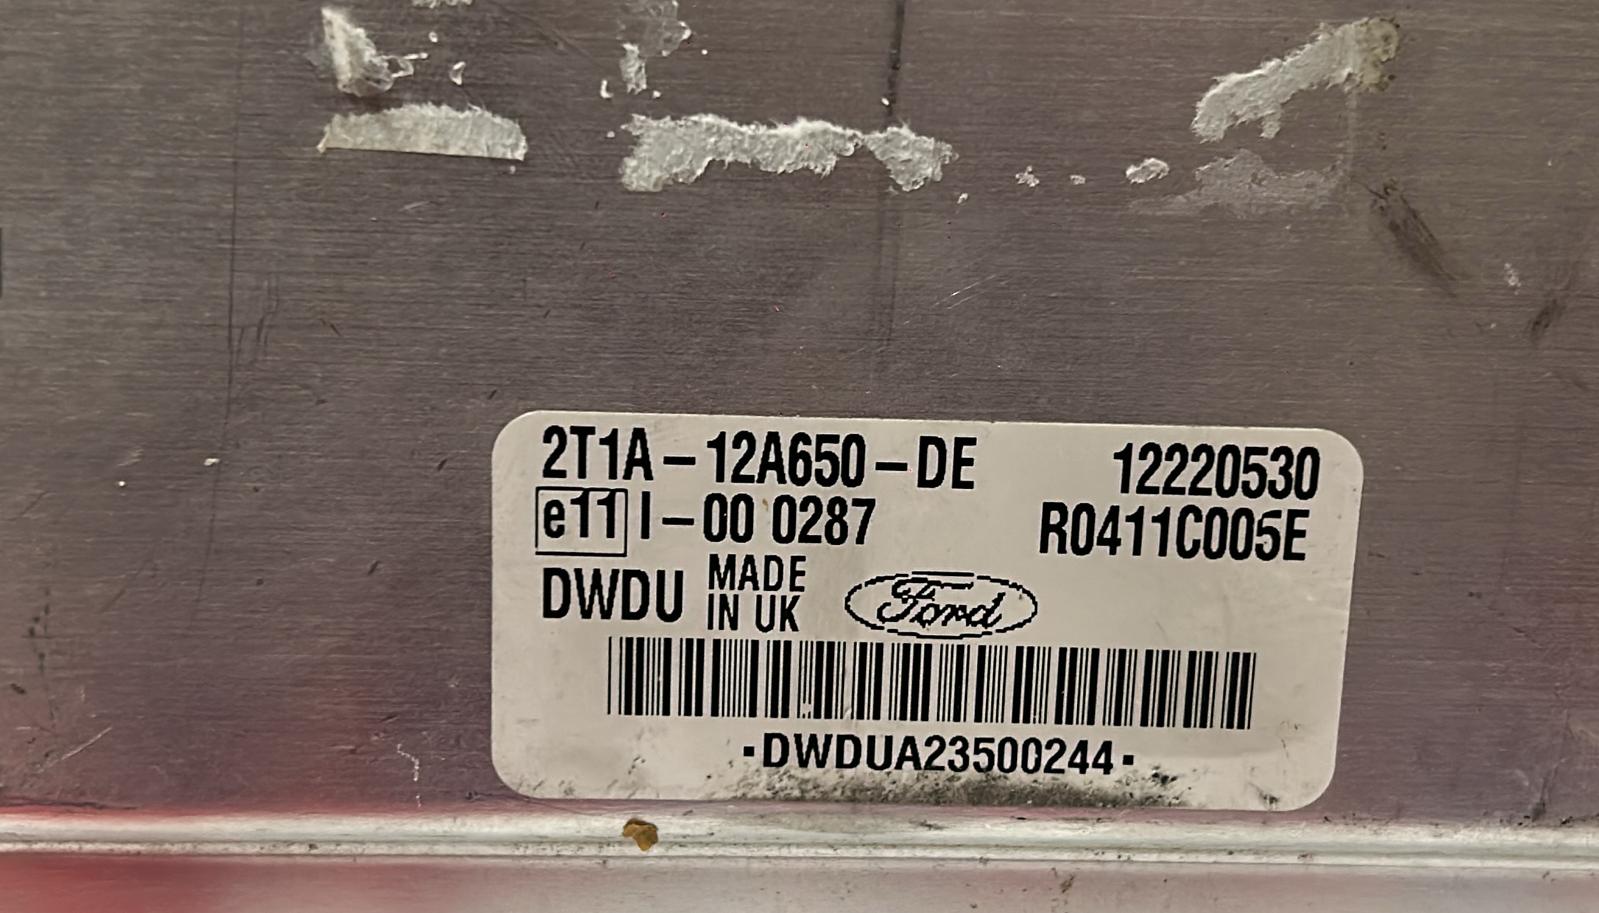 2T1A-12A650-DE 12220530
e11 I-00 0287 R0411C005E
DWDU MADE IN UK Ford
·DWDUA23500244·